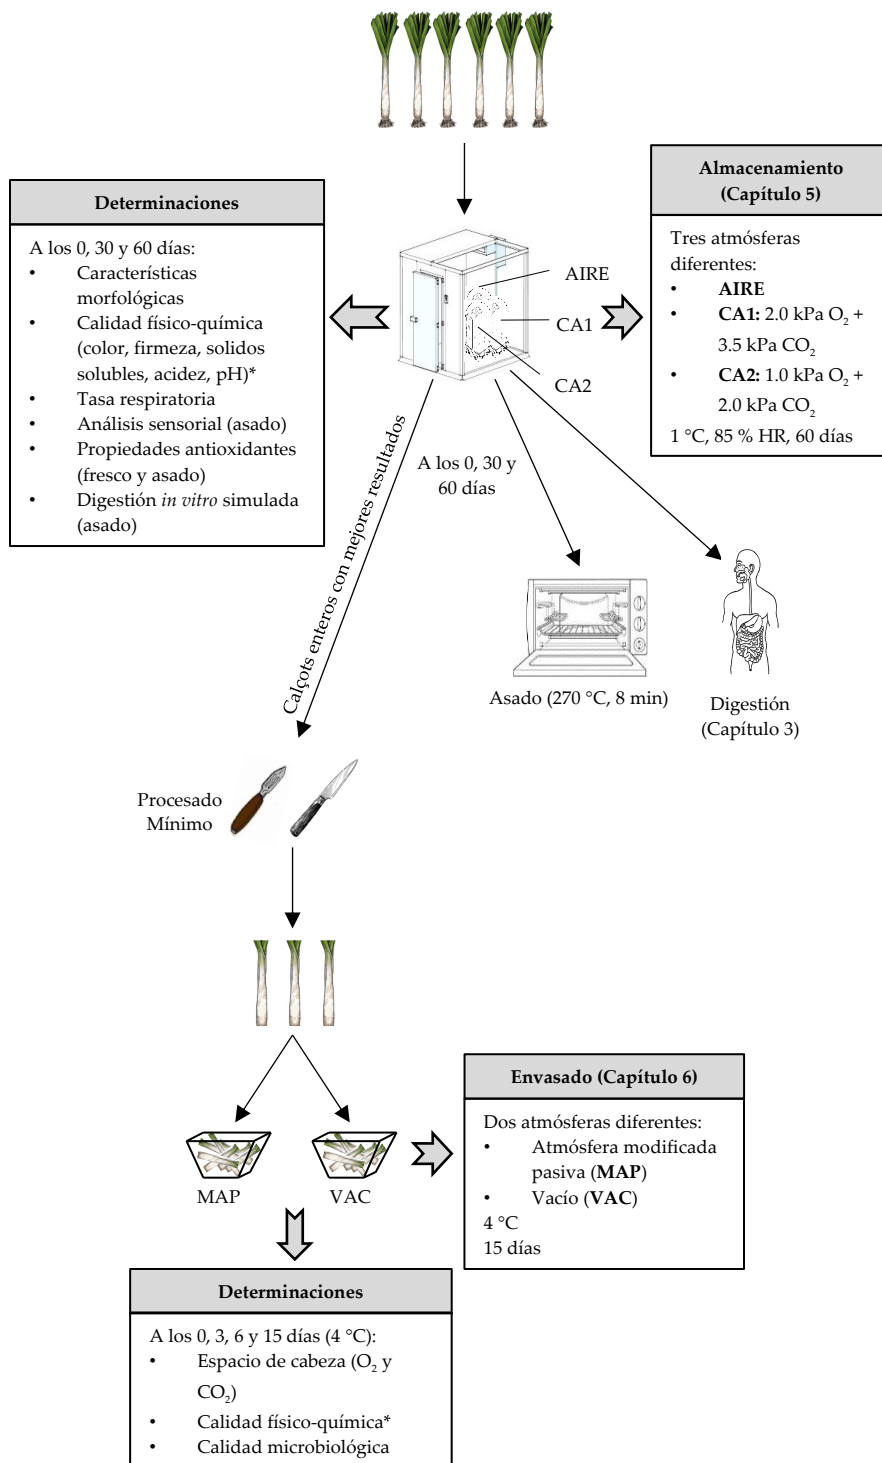 Determinaciones
A los 0, 30 y 60 días:
• Características
morfológicas
• Calidad físico-química
(color, firmeza, solidos
solubles, acidez, pH)*
• Tasa respiratoria
• Análisis sensorial (asado)
• Propiedades antioxidantes
(fresco y asado)
• Digestión in vitro simulada
(asado)
AIRE
CA1
CA2
Almacenamiento
(Capítulo 5)
Tres atmósferas
diferentes:
• AIRE
• CA1: 2.0 kPa O₂ +
3.5 kPa CO₂
• CA2: 1.0 kPa O₂ +
2.0 kPa CO₂
1 °C, 85 % HR, 60 días
Calçots enteros con mejores resultados
A los 0, 30 y
60 días
Asado (270 °C, 8 min)
Digestión
(Capítulo 3)
Procesado
Mínimo
MAP
VAC
Envasado (Capítulo 6)
Dos atmósferas diferentes:
• Atmósfera modificada
pasiva (MAP)
• Vacío (VAC)
4 °C
15 días
Determinaciones
A los 0, 3, 6 y 15 días (4 °C):
• Espacio de cabeza (O₂ y
CO₂)
• Calidad físico-química*
• Calidad microbiológica